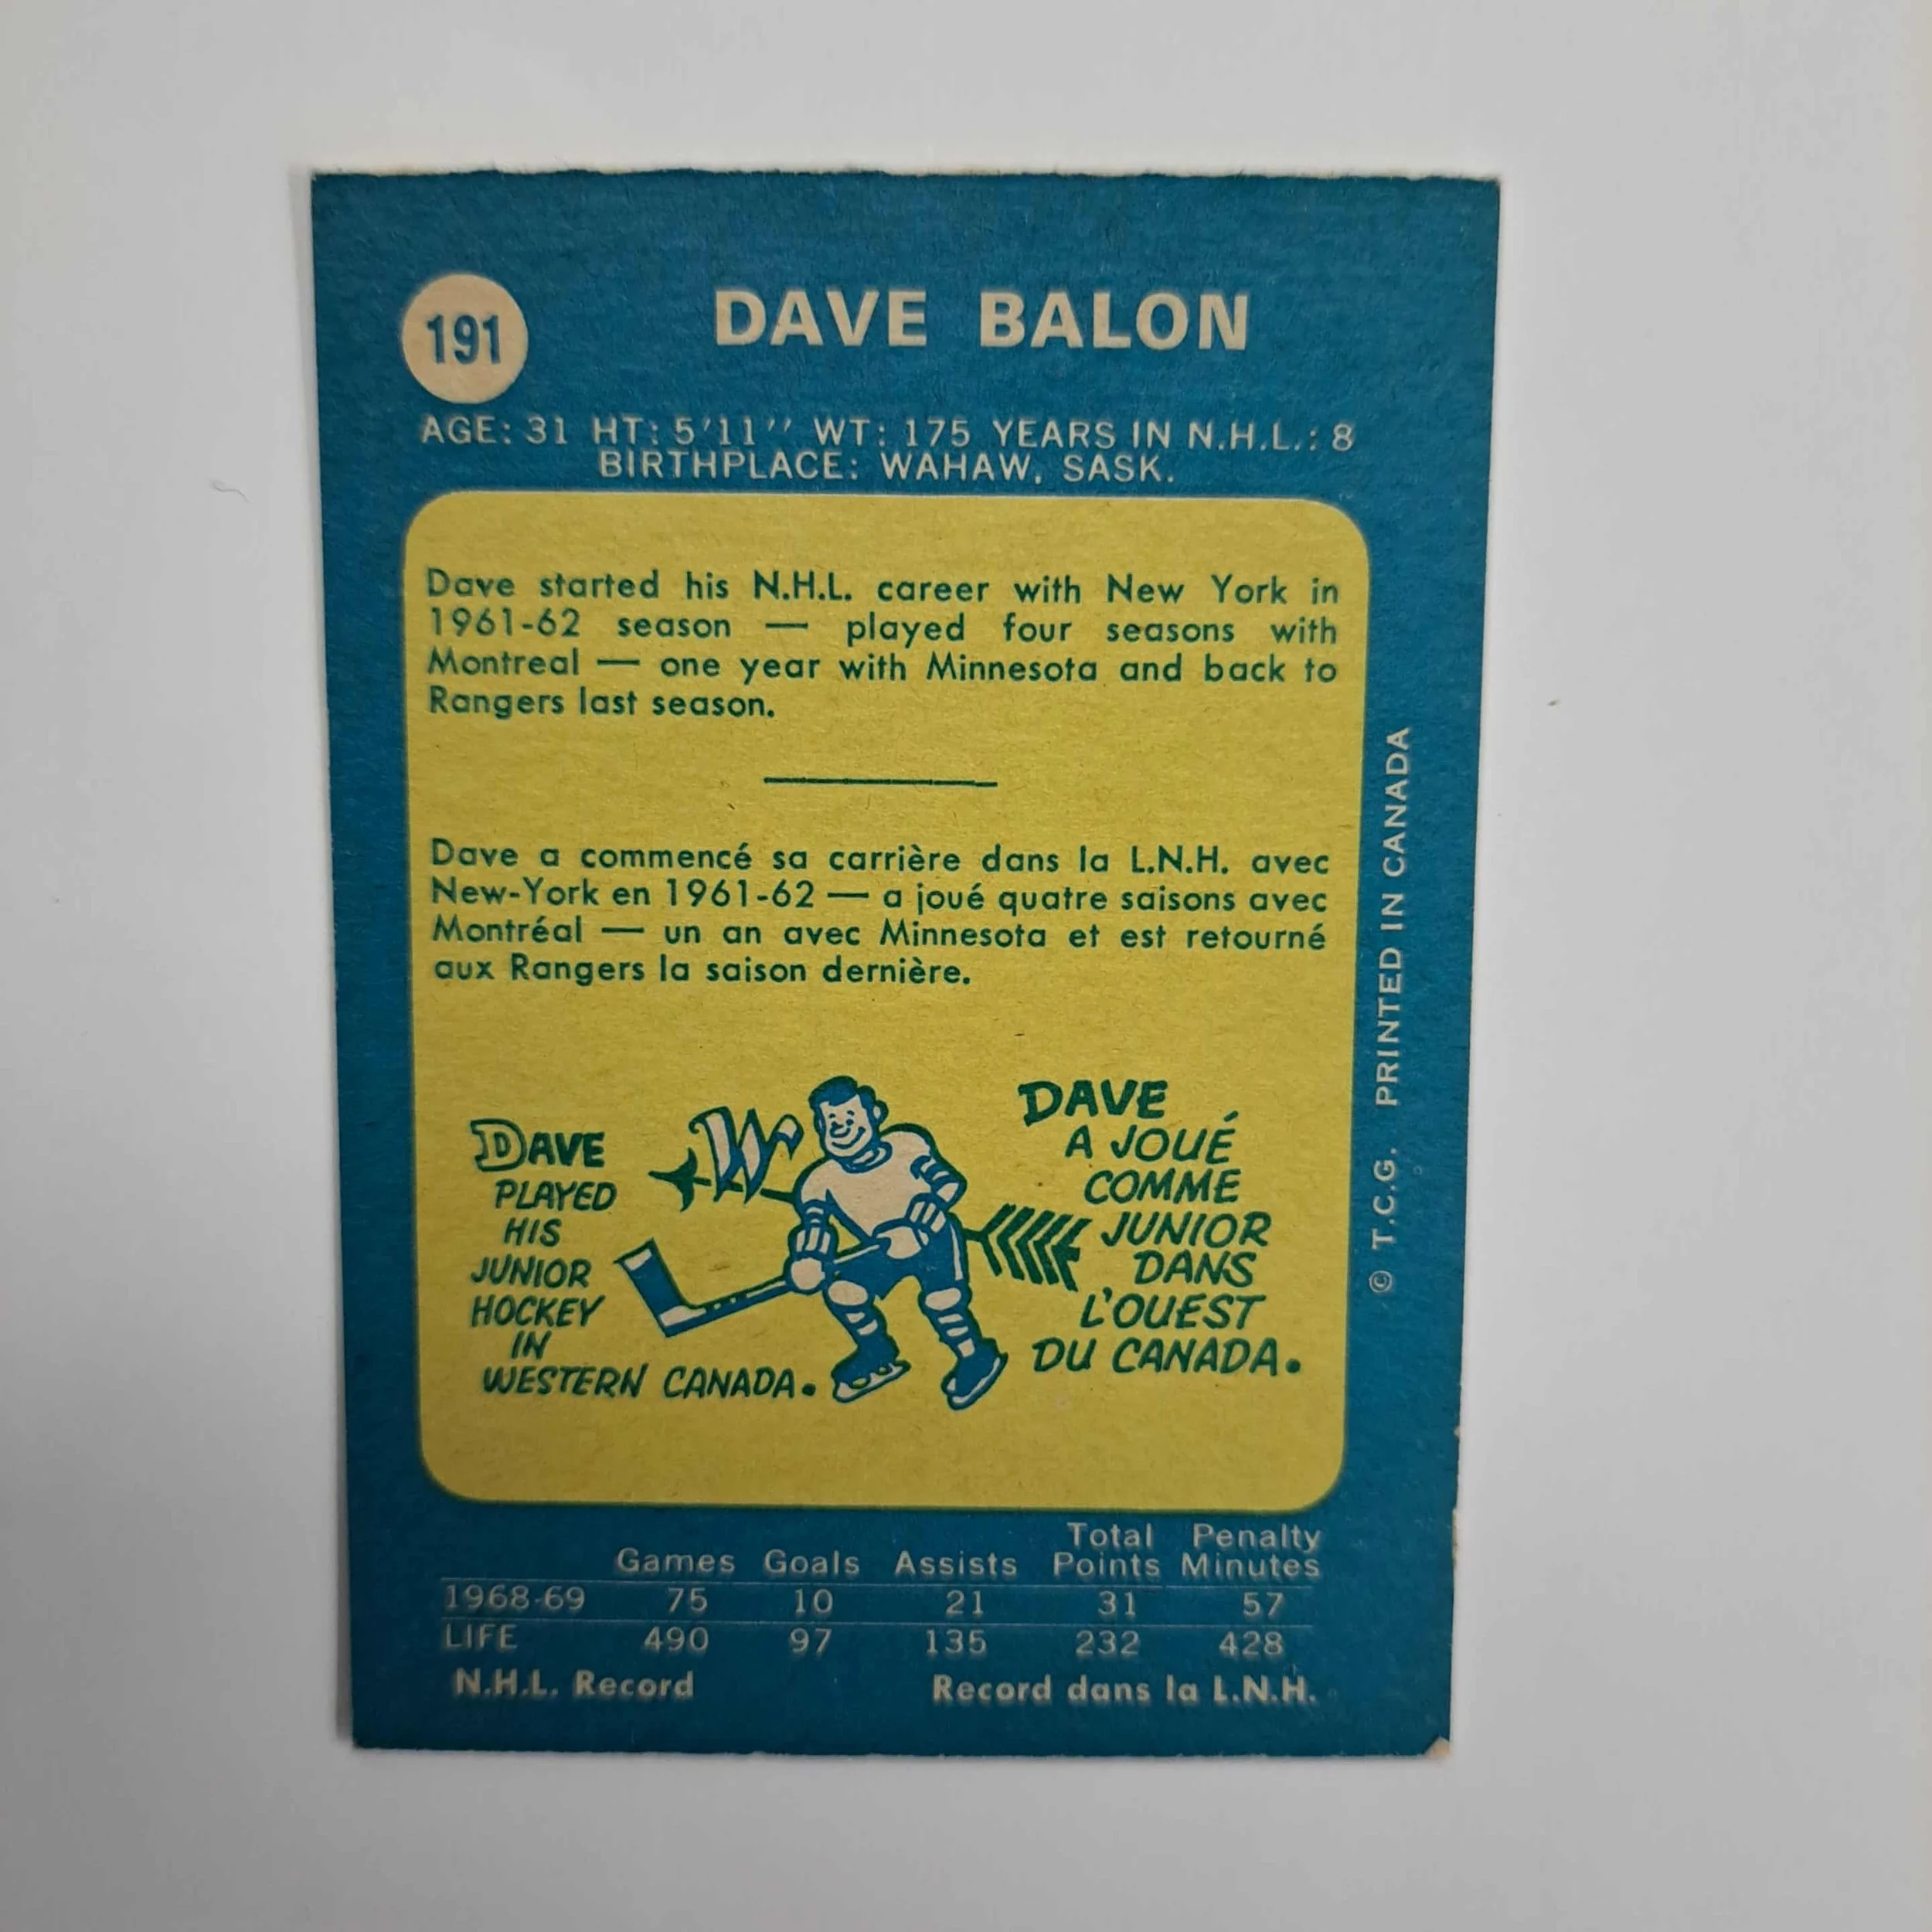 191
DAVE BALON
AGE: 31 HT: 5'11'' WT: 175 YEARS IN N.H.L.: 8
BIRTHPLACE: WAHAW, SASK.
Dave started his N.H.L. career with New York in
1961-62 season — played four seasons with
Montreal — one year with Minnesota and back to
Rangers last season.
Dave a commencé sa carrière dans la L.N.H. avec
New-York en 1961-62 — a joué quatre saisons avec
Montréal — un an avec Minnesota et est retourné
aux Rangers la saison dernière.
DAVE
PLAYED
HIS
JUNIOR
HOCKEY
IN
WESTERN CANADA.
W
DAVE
A JOUÉ
COMME
JUNIOR
DANS
L'OUEST
DU CANADA.
© T.C.G. PRINTED IN CANADA
Total Penalty
Games Goals Assists Points Minutes
1968-69 75 10 21 31 57
LIFE 490 97 135 232 428
N.H.L. Record Record dans la L.N.H.